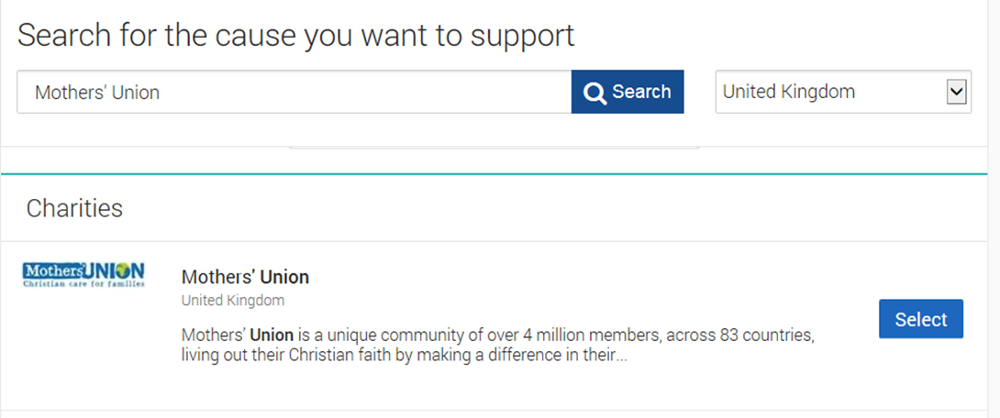 Search for the cause you want to support
Mothers' Union
Search
United Kingdom
Charities
Mothers' UNION
Christian care for families
Mothers' Union
United Kingdom
Mothers’ Union is a unique community of over 4 million members, across 83 countries,
living out their Christian faith by making a difference in their...
Select